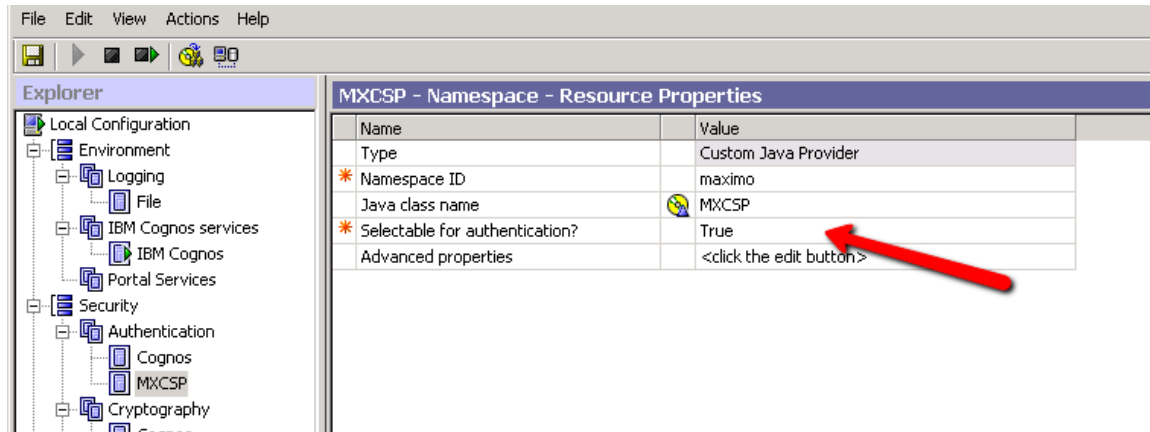 File Edit View Actions Help
Explorer
Local Configuration
Environment
Logging
File
IBM Cognos services
IBM Cognos
Portal Services
Security
Authentication
Cognos
MXCSP
Cryptography
Cognos
MXCSP - Namespace - Resource Properties
Name Value
Type Custom Java Provider
* Namespace ID maximo
Java class name MXCSP
* Selectable for authentication? True
Advanced properties <click the edit button>